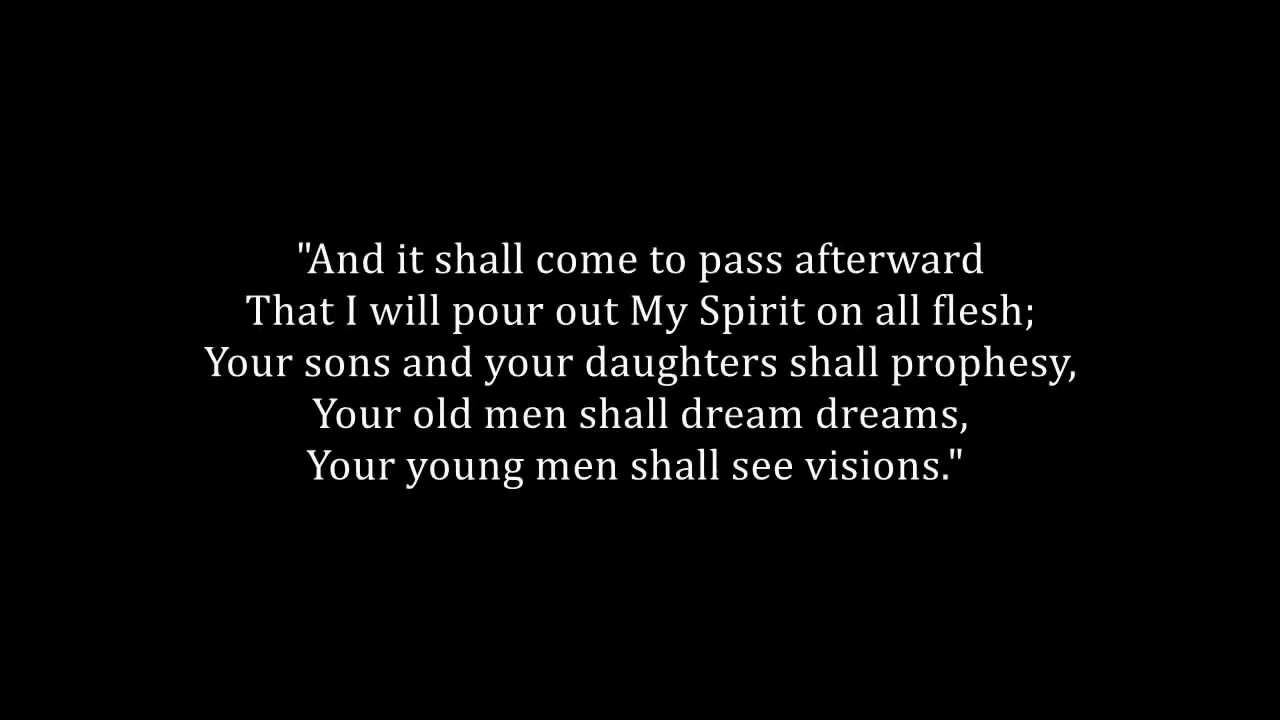 "And it shall come to pass afterward
That I will pour out My Spirit on all flesh;
Your sons and your daughters shall prophesy,
Your old men shall dream dreams,
Your young men shall see visions."